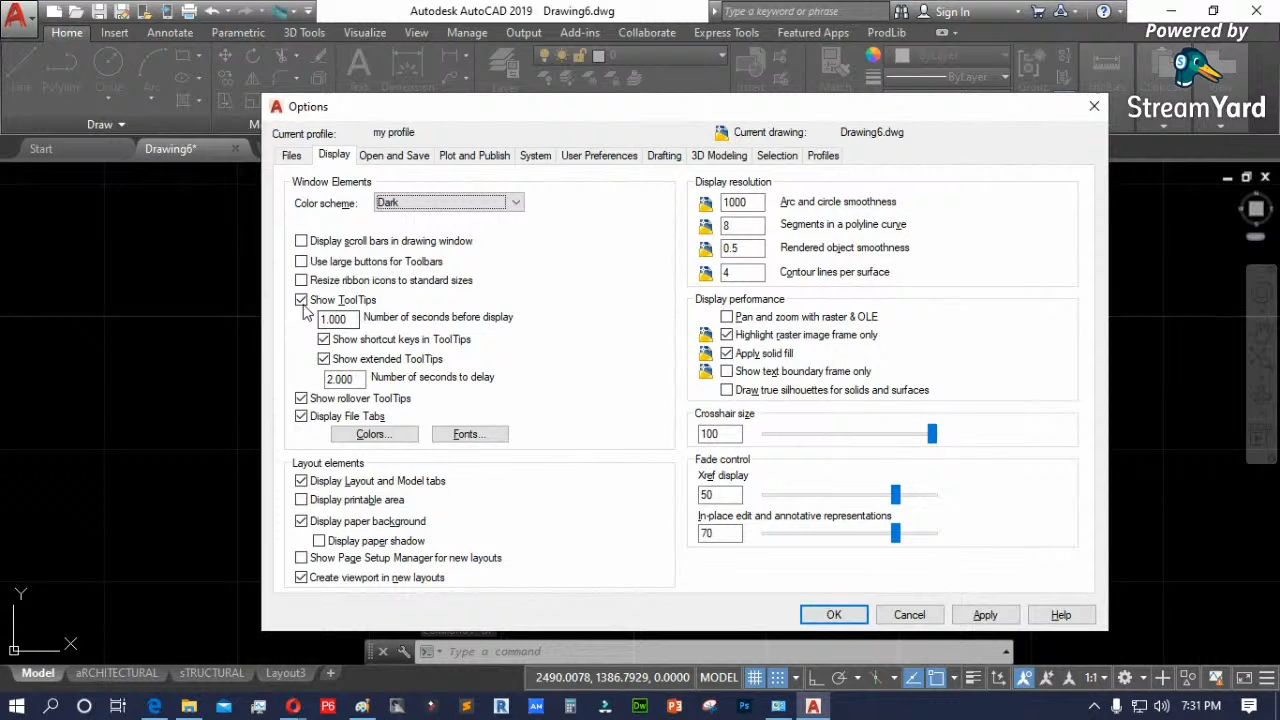 Autodesk AutoCAD 2019 Drawing6.dwg
Type a keyword or phrase
Sign In
Home Insert Annotate Parametric 3D Tools Visualize View Manage Output Add-ins Collaborate Express Tools Featured Apps ProdLib
Powered by
StreamYard
0
ByLayer
Line Polyline Circle Arc
Text Dimension
Draw
Start Drawing6*
Options
Current profile: my profile Current drawing: Drawing6.dwg
Files Display Open and Save Plot and Publish System User Preferences Drafting 3D Modeling Selection Profiles
Window Elements
Color scheme: Dark
Display scroll bars in drawing window
Use large buttons for Toolbars
Resize ribbon icons to standard sizes
Show ToolTips
1.000 Number of seconds before display
Show shortcut keys in ToolTips
Show extended ToolTips
2.000 Number of seconds to delay
Show rollover ToolTips
Display File Tabs
Colors... Fonts...
Layout elements
Display Layout and Model tabs
Display printable area
Display paper background
Display paper shadow
Show Page Setup Manager for new layouts
Create viewport in new layouts
Display resolution
1000 Arc and circle smoothness
8 Segments in a polyline curve
0.5 Rendered object smoothness
4 Contour lines per surface
Display performance
Pan and zoom with raster & OLE
Highlight raster image frame only
Apply solid fill
Show text boundary frame only
Draw true silhouettes for solids and surfaces
Crosshair size
100
Fade control
Xref display
50
In-place edit and annotative representations
70
OK Cancel Apply Help
Y
X
Type a command
Model aRCHITECTURAL sTRUCTURAL Layout3 +
2490.0078, 1386.7929, 0.0000 MODEL 1:1
7:31 PM